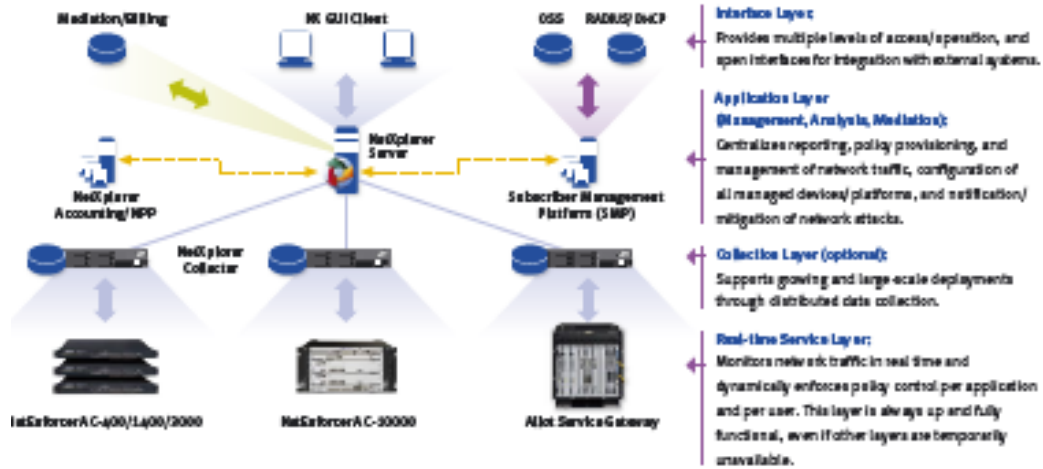 Mediation/Billing
NX GUI Client
OSS RADIUS/DHCP
NetXplorer
Server
NetXplorer
Accounting/NPP
Subscriber Management
Platform (SMP)
NetXplorer
Collector
NetEnforcer AC-400/1400/3000
NetEnforcer AC-10000
Allot Service Gateway
Interface Layer:
Provides multiple levels of access/operation, and
open interfaces for integration with external systems.
Application Layer
(Management, Analysis, Mediation):
Centralizes reporting, policy provisioning, and
management of network traffic, configuration of
all managed devices/platforms, and notification/
mitigation of network attacks.
Collection Layer (optional):
Supports growing and large-scale deployments
through distributed data collection.
Real-time Service Layer:
Monitors network traffic in real time and
dynamically enforces policy control per application
and per user. This layer is always up and fully
functional, even if other layers are temporarily
unavailable.